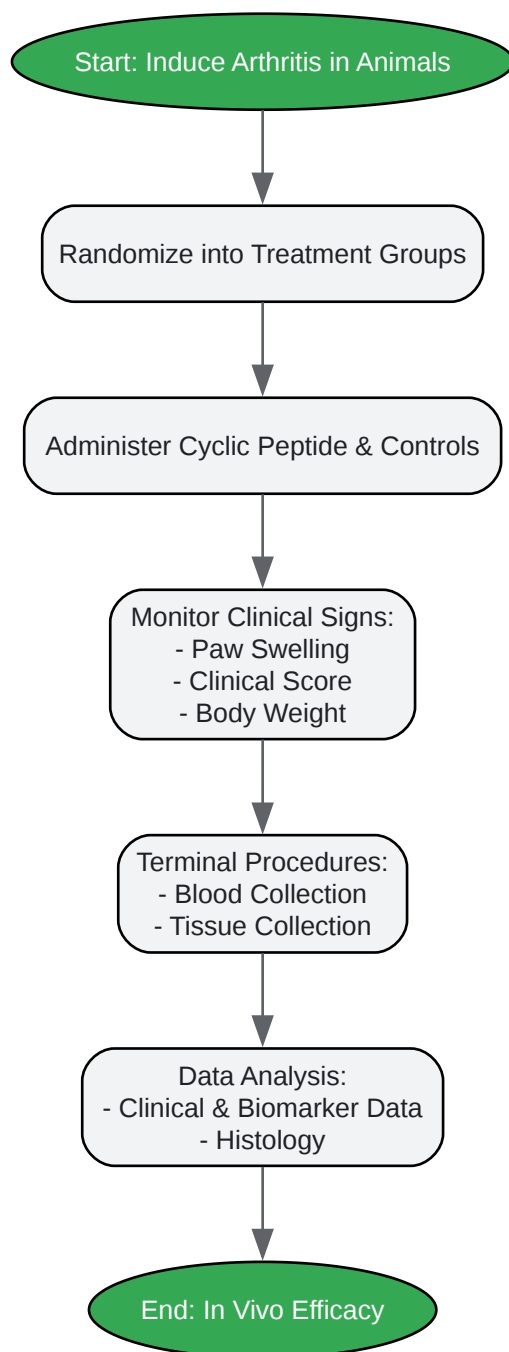 Start: Induce Arthritis in Animals
Randomize into Treatment Groups
Administer Cyclic Peptide & Controls
Monitor Clinical Signs:
- Paw Swelling
- Clinical Score
- Body Weight
Terminal Procedures:
- Blood Collection
- Tissue Collection
Data Analysis:
- Clinical & Biomarker Data
- Histology
End: In Vivo Efficacy